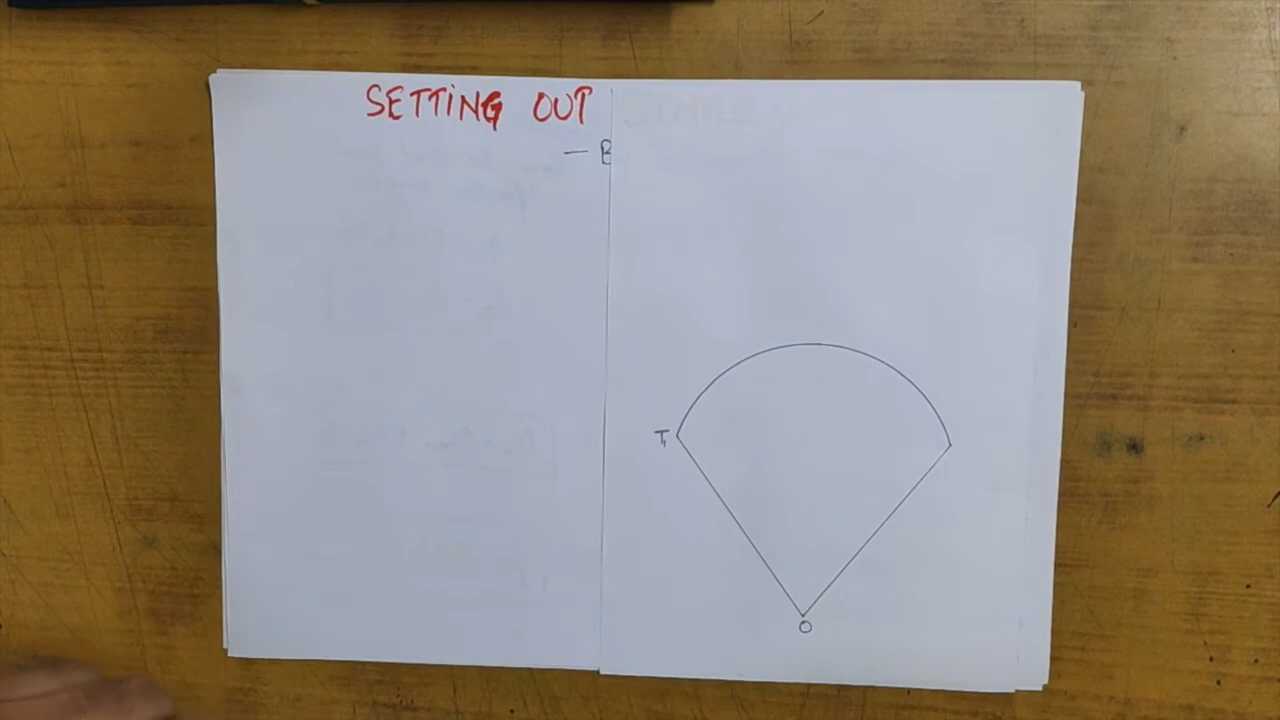 SETTING OUT
— B
T₁
O